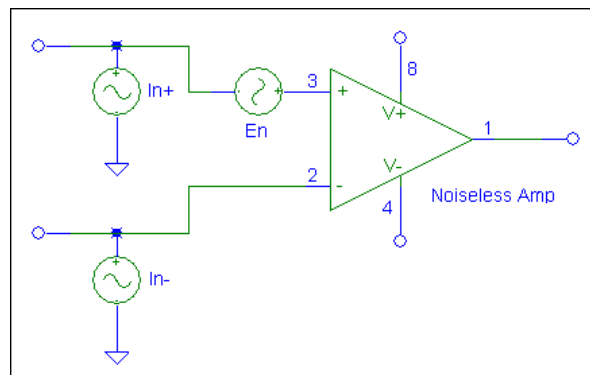 8
In+
3
+
V+
En
1
2
-
V-
4
Noiseless Amp
In-